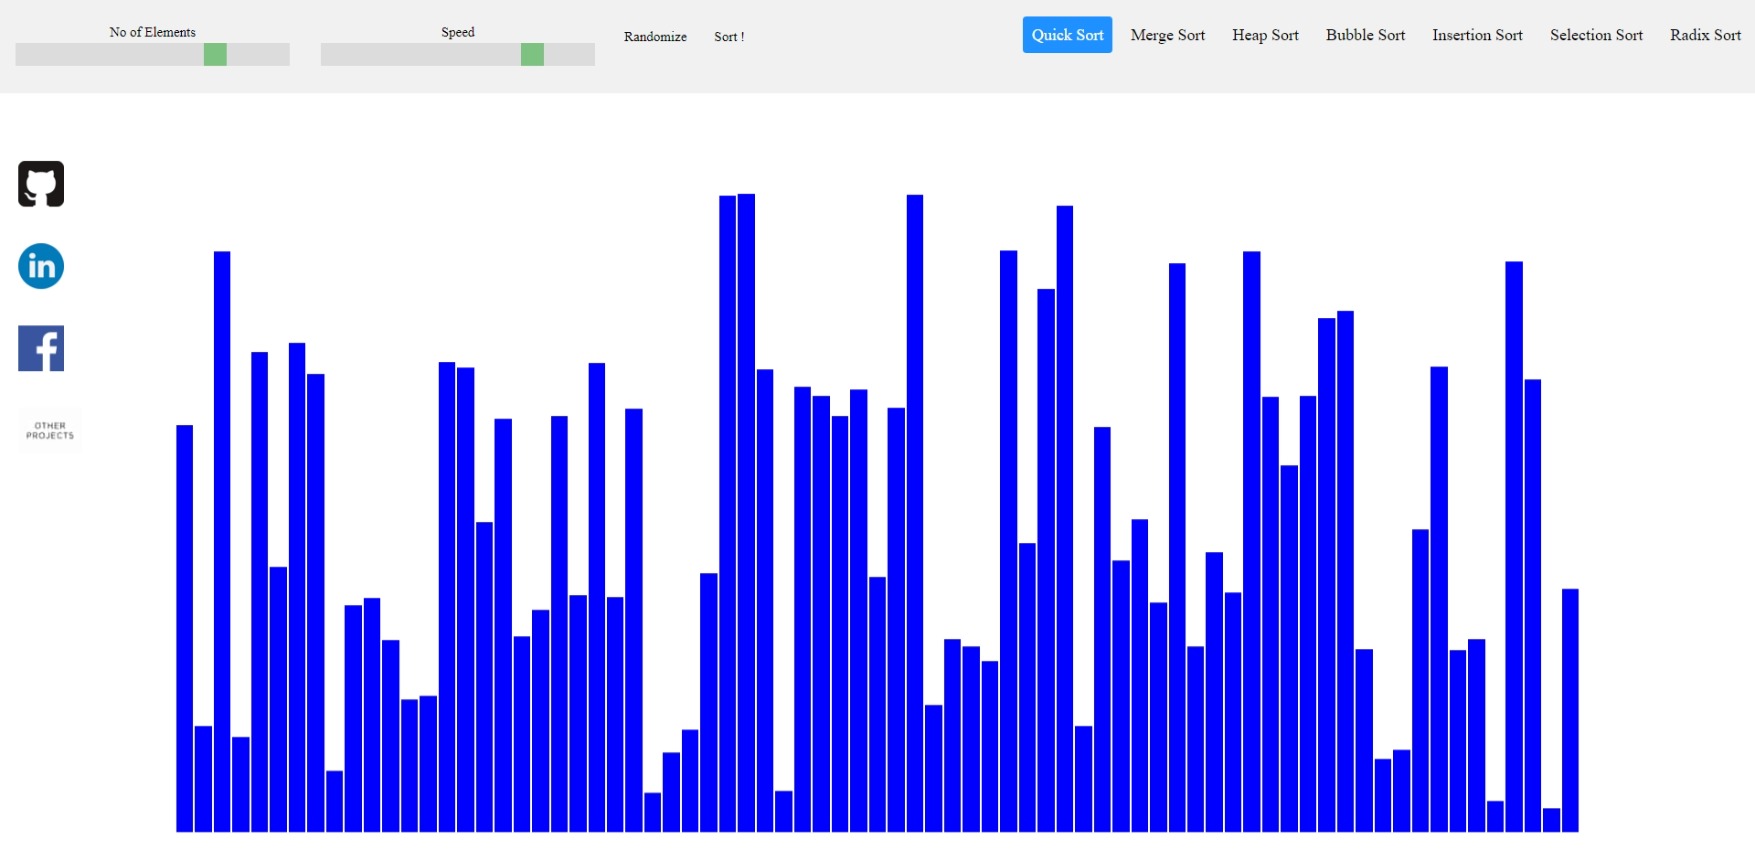 No of Elements
Speed
Randomize
Sort !
Quick Sort
Merge Sort
Heap Sort
Bubble Sort
Insertion Sort
Selection Sort
Radix Sort
in
f
OTHER
PROJECTS